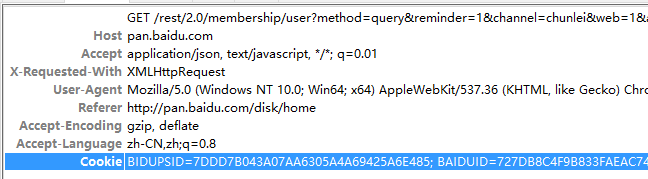 GET /rest/2.0/membership/user?method=query&reminder=1&channel=chunlei&web=1&
Host pan.baidu.com
Accept application/json, text/javascript, */*; q=0.01
X-Requested-With XMLHttpRequest
User-Agent Mozilla/5.0 (Windows NT 10.0; Win64; x64) AppleWebKit/537.36 (KHTML, like Gecko) Chro
Referer http://pan.baidu.com/disk/home
Accept-Encoding gzip, deflate
Accept-Language zh-CN,zh;q=0.8
Cookie BIDUPSID=7DDD7B043A07AA6305A4A69425A6E485; BAIDUID=727DB8C4F9B833FAEAC74